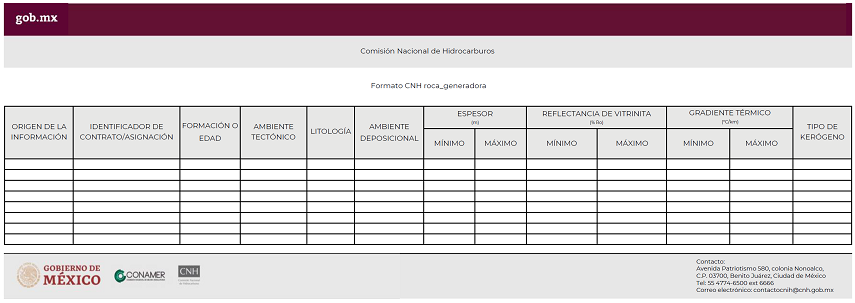 gob.mx
Comisión Nacional de Hidrocarburos
Formato CNH roca_generadora
ORIGEN DE LA INFORMACIÓN
IDENTIFICADOR DE CONTRATO/ASIGNACIÓN
FORMACIÓN O EDAD
AMBIENTE TECTÓNICO
LITOLOGÍA
AMBIENTE DEPOSICIONAL
ESPESOR
(m)
MÍNIMO
MÁXIMO
REFLECTANCIA DE VITRINITA
(% Ro)
MÍNIMO
MÁXIMO
GRADIENTE TÉRMICO
(°C/km)
MÍNIMO
MÁXIMO
TIPO DE KERÓGENO
GOBIERNO DE
MÉXICO
CONAMER
CNH
Contacto:
Avenida Patriotismo 580, colonia Nonoalco,
C.P. 03700, Benito Juárez, Ciudad de México
Tel: 55 4774-6500 ext 6666
Correo electrónico: contactocnih@cnh.gob.mx